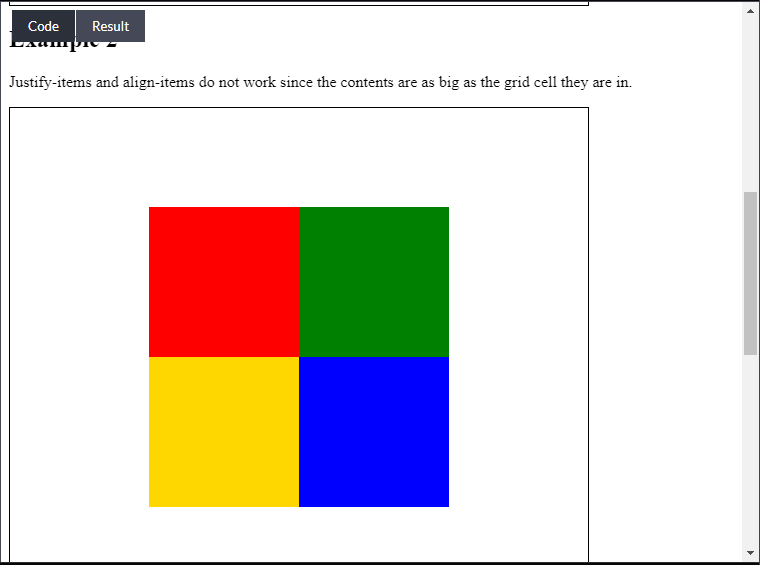 Code Result
Example 2
Justify-items and align-items do not work since the contents are as big as the grid cell they are in.